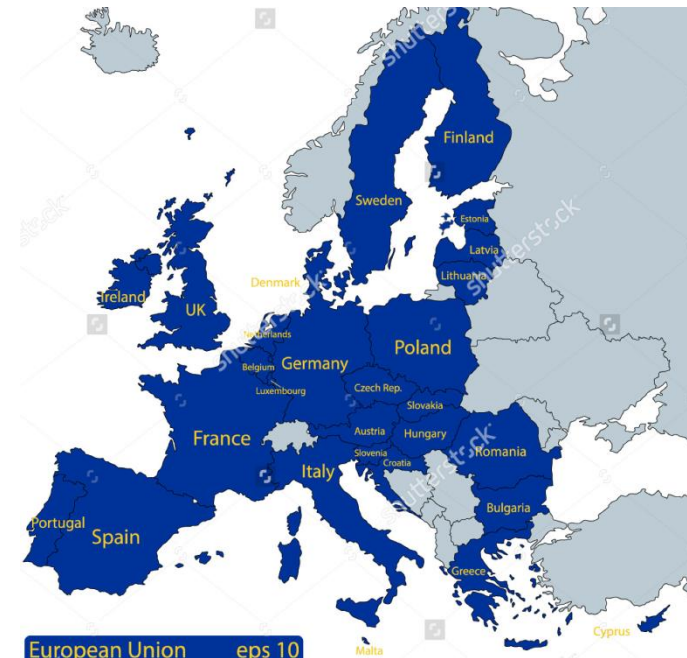 shutterstock
Finland
Sweden
Estonia
Latvia
Lithuania
Denmark
Ireland
UK
Netherlands
Poland
Germany
Belgium
Czech Rep.
Luxembourg
Slovakia
Austria
Hungary
France
Slovenia
Croatia
Romania
shutterstock
Italy
Bulgaria
Portugal
Spain
Greece
Cyprus
Malta
European Union eps 10